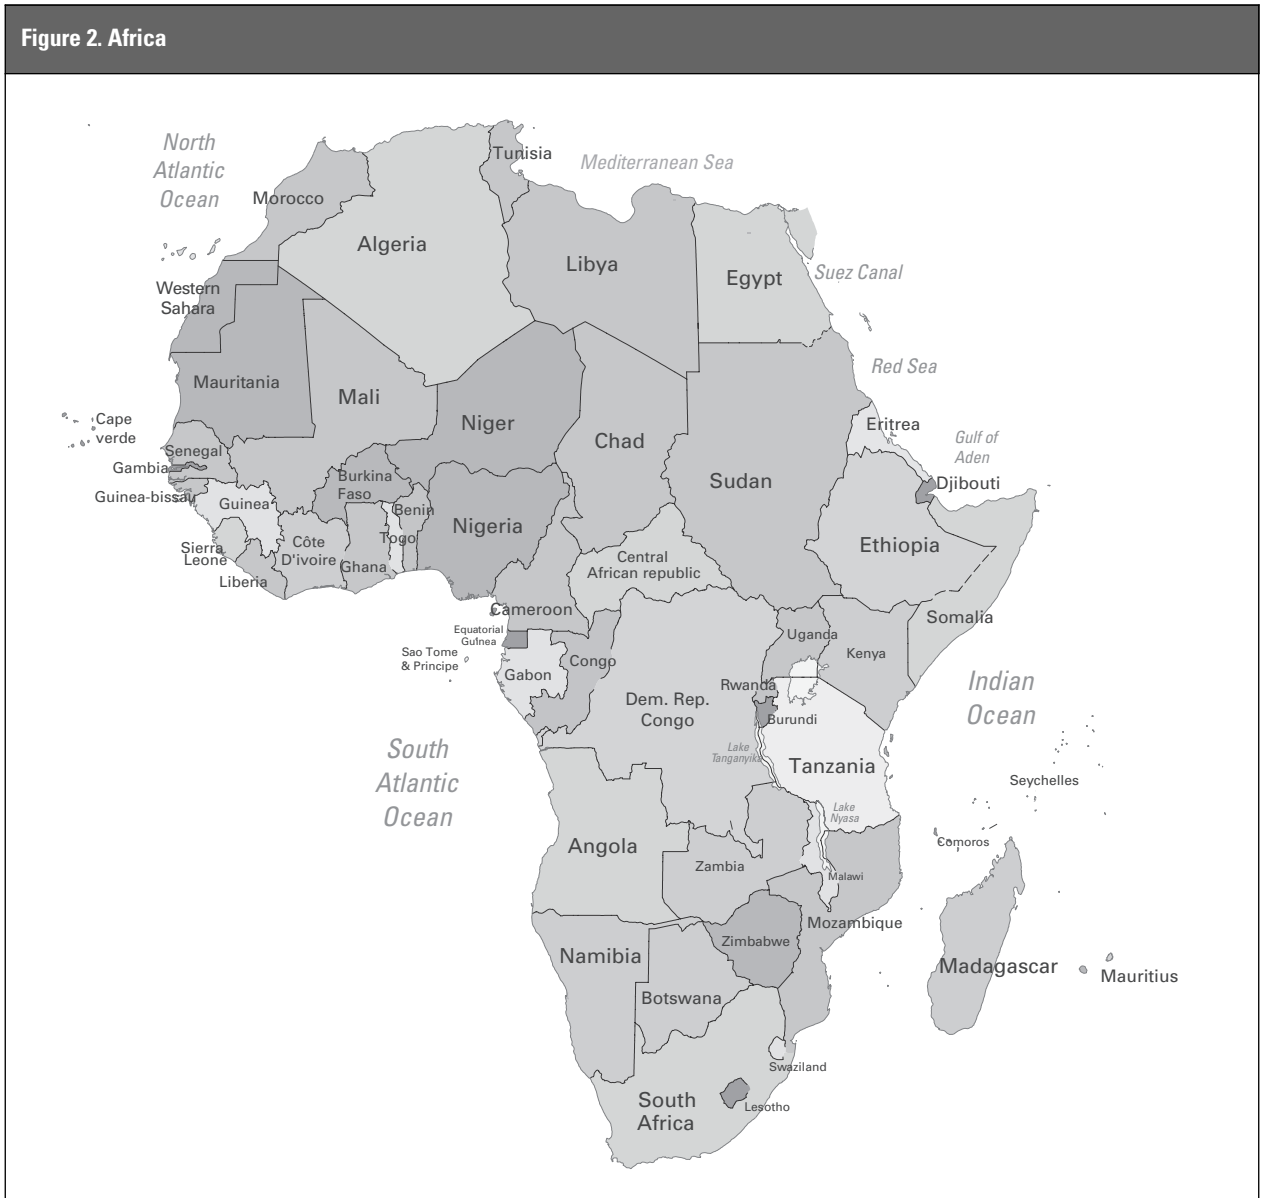 Figure 2. Africa
North
Atlantic
Ocean
Tunisia
Mediterranean Sea
Morocco
Algeria
Libya
Egypt
Suez Canal
Western
Sahara
Red Sea
Mauritania
Mali
Niger
Chad
Sudan
Eritrea
Gulf of
Aden
Cape
verde
Senegal
Gambia
Guinea-bissau
Guinea
Burkina
Faso
Benin
Togo
Nigeria
Djibouti
Ethiopia
Sierra
Leone
Côte
D'ivoire
Ghana
Liberia
Central
African republic
Cameroon
Somalia
Equatorial
Guinea
Sao Tome
& Principe
Gabon
Congo
Uganda
Kenya
Rwanda
Burundi
Dem. Rep.
Congo
Indian
Ocean
South
Atlantic
Ocean
Lake
Tanganyika
Tanzania
Seychelles
Lake
Nyasa
Comoros
Angola
Zambia
Malawi
Mozambique
Zimbabwe
Namibia
Botswana
Madagascar
Mauritius
Swaziland
South
Africa
Lesotho